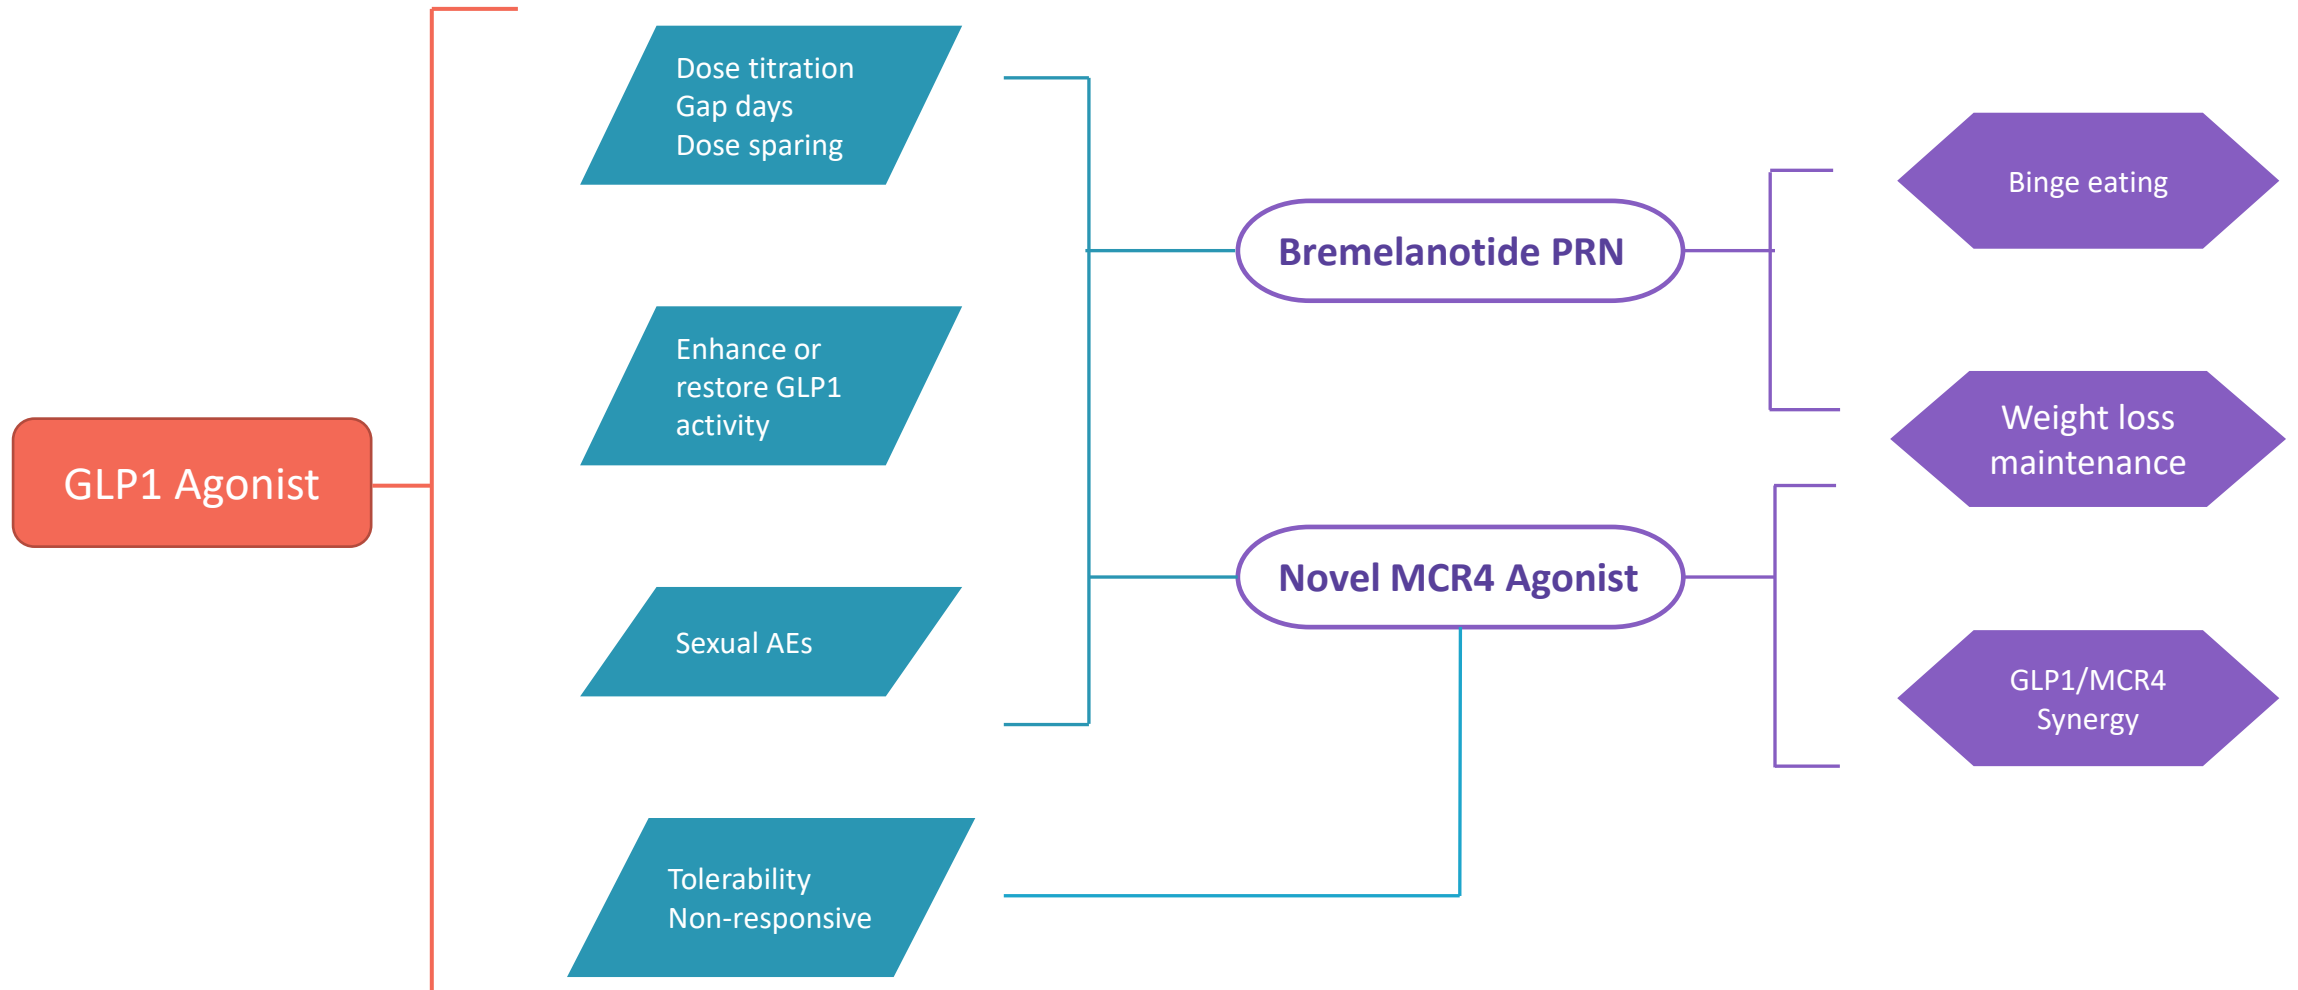 GLP1 Agonist
Dose titration
Gap days
Dose sparing
Enhance or
restore GLP1
activity
Sexual AEs
Tolerability
Non-responsive
Bremelanotide PRN
Novel MCR4 Agonist
Binge eating
Weight loss
maintenance
GLP1/MCR4
Synergy